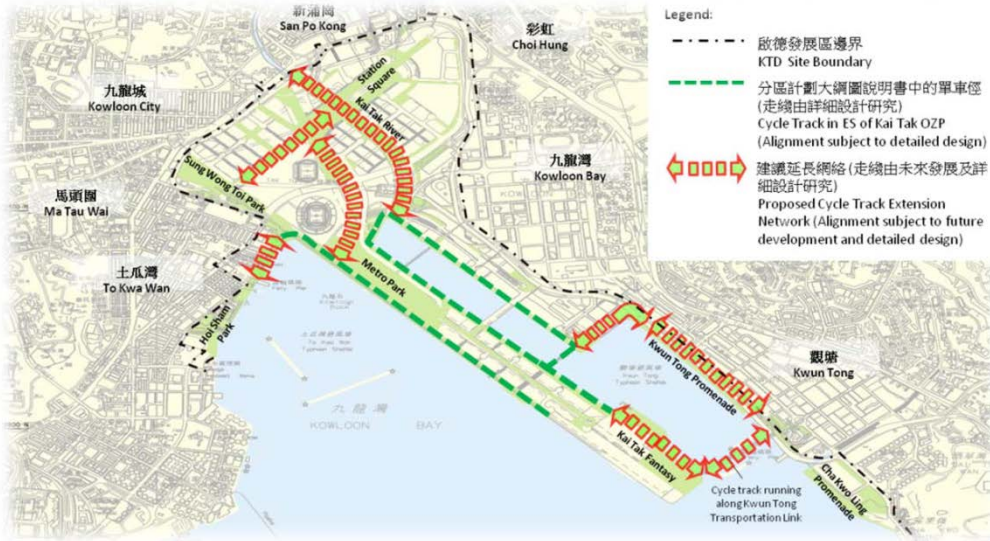 新蒲崗
San Po Kong
彩虹
Choi Hung
九龍城
Kowloon City
Station
Square
Kai Tak River
九龍灣
Kowloon Bay
Sung Wong Toi Park
馬頭圍
Ma Tau Wai
土瓜灣
To Kwa Wan
Metro Park
Hoi Sham
Park
Kwun Tong Promenade
觀塘
Kwun Tong
九龍灣
KOWLOON BAY
Kai Tak Fantasy
Cha Kwo Ling
Promenade
Cycle track running
along Kwun Tong
Transportation Link
Legend:
啟德發展區邊界
KTD Site Boundary
分區計劃大綱圖說明書中的單車徑
(走綫由詳細設計研究)
Cycle Track in ES of Kai Tak OZP
(Alignment subject to detailed design)
建議延長網絡 (走綫由未來發展及詳
細設計研究)
Proposed Cycle Track Extension
Network (Alignment subject to future
development and detailed design)